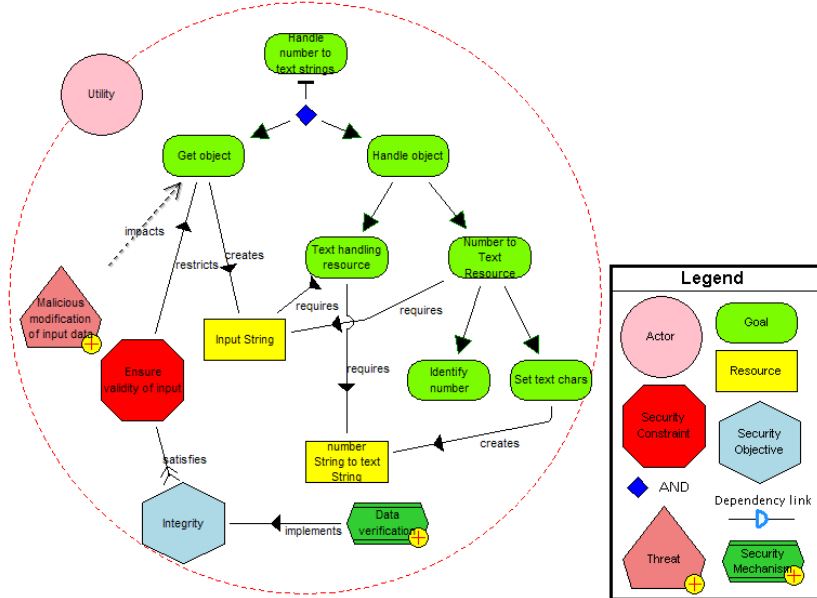 Handle
number to
text strings
Utility
Get object
Handle object
impacts
restricts
creates
Text handling
resource
Number to
Text
Resource
Malicious
modification
of input data
requires
requires
Input String
Ensure
validity of input
requires
Identify
number
Set text chars
number
String to text
String
creates
satisfies
Integrity
implements
Data
verification
Legend
Actor
Goal
Resource
Security
Constraint
Security
Objective
AND
Dependency link
Threat
Security
Mechanism